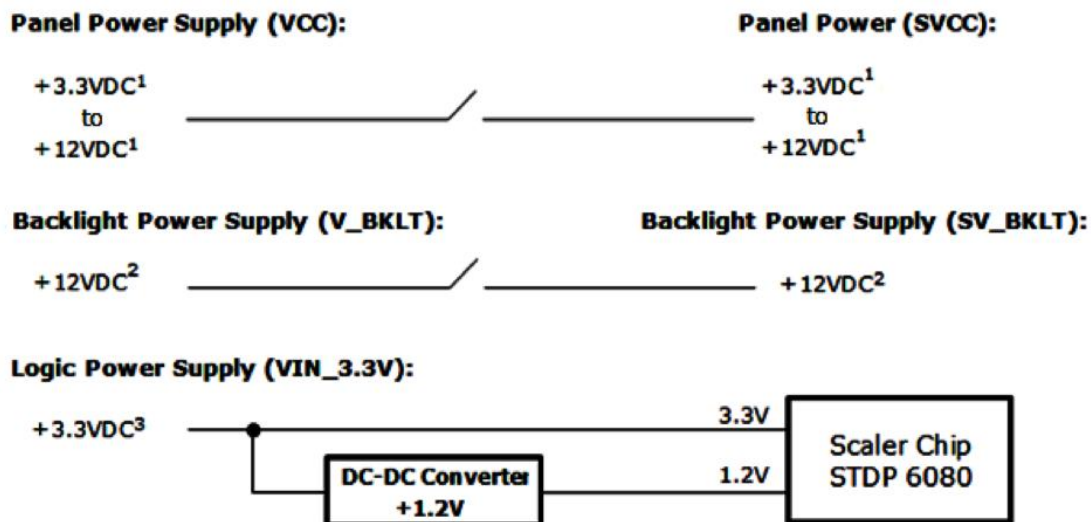 Panel Power Supply (VCC):
Panel Power (SVCC):
+3.3VDC¹
to
+12VDC¹
+3.3VDC¹
to
+12VDC¹
Backlight Power Supply (V_BKLT):
Backlight Power Supply (SV_BKLT):
+12VDC²
+12VDC²
Logic Power Supply (VIN_3.3V):
+3.3VDC³
3.3V
DC-DC Converter
+1.2V
1.2V
Scaler Chip
STDP 6080